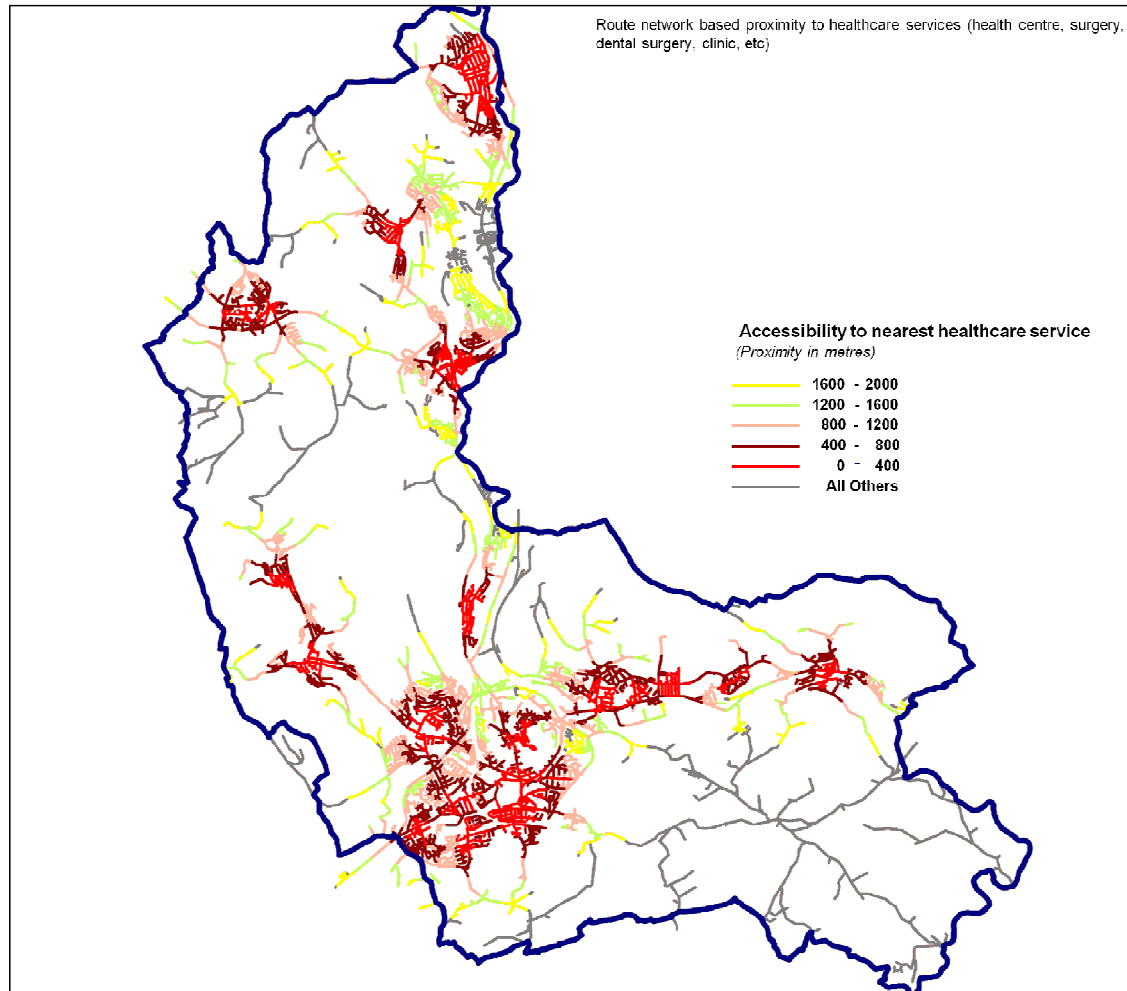 Route network based proximity to healthcare services (health centre, surgery,
dental surgery, clinic, etc)
Accessibility to nearest healthcare service
(Proximity in metres)
1600 - 2000
1200 - 1600
800 - 1200
400 - 800
0 - 400
All Others